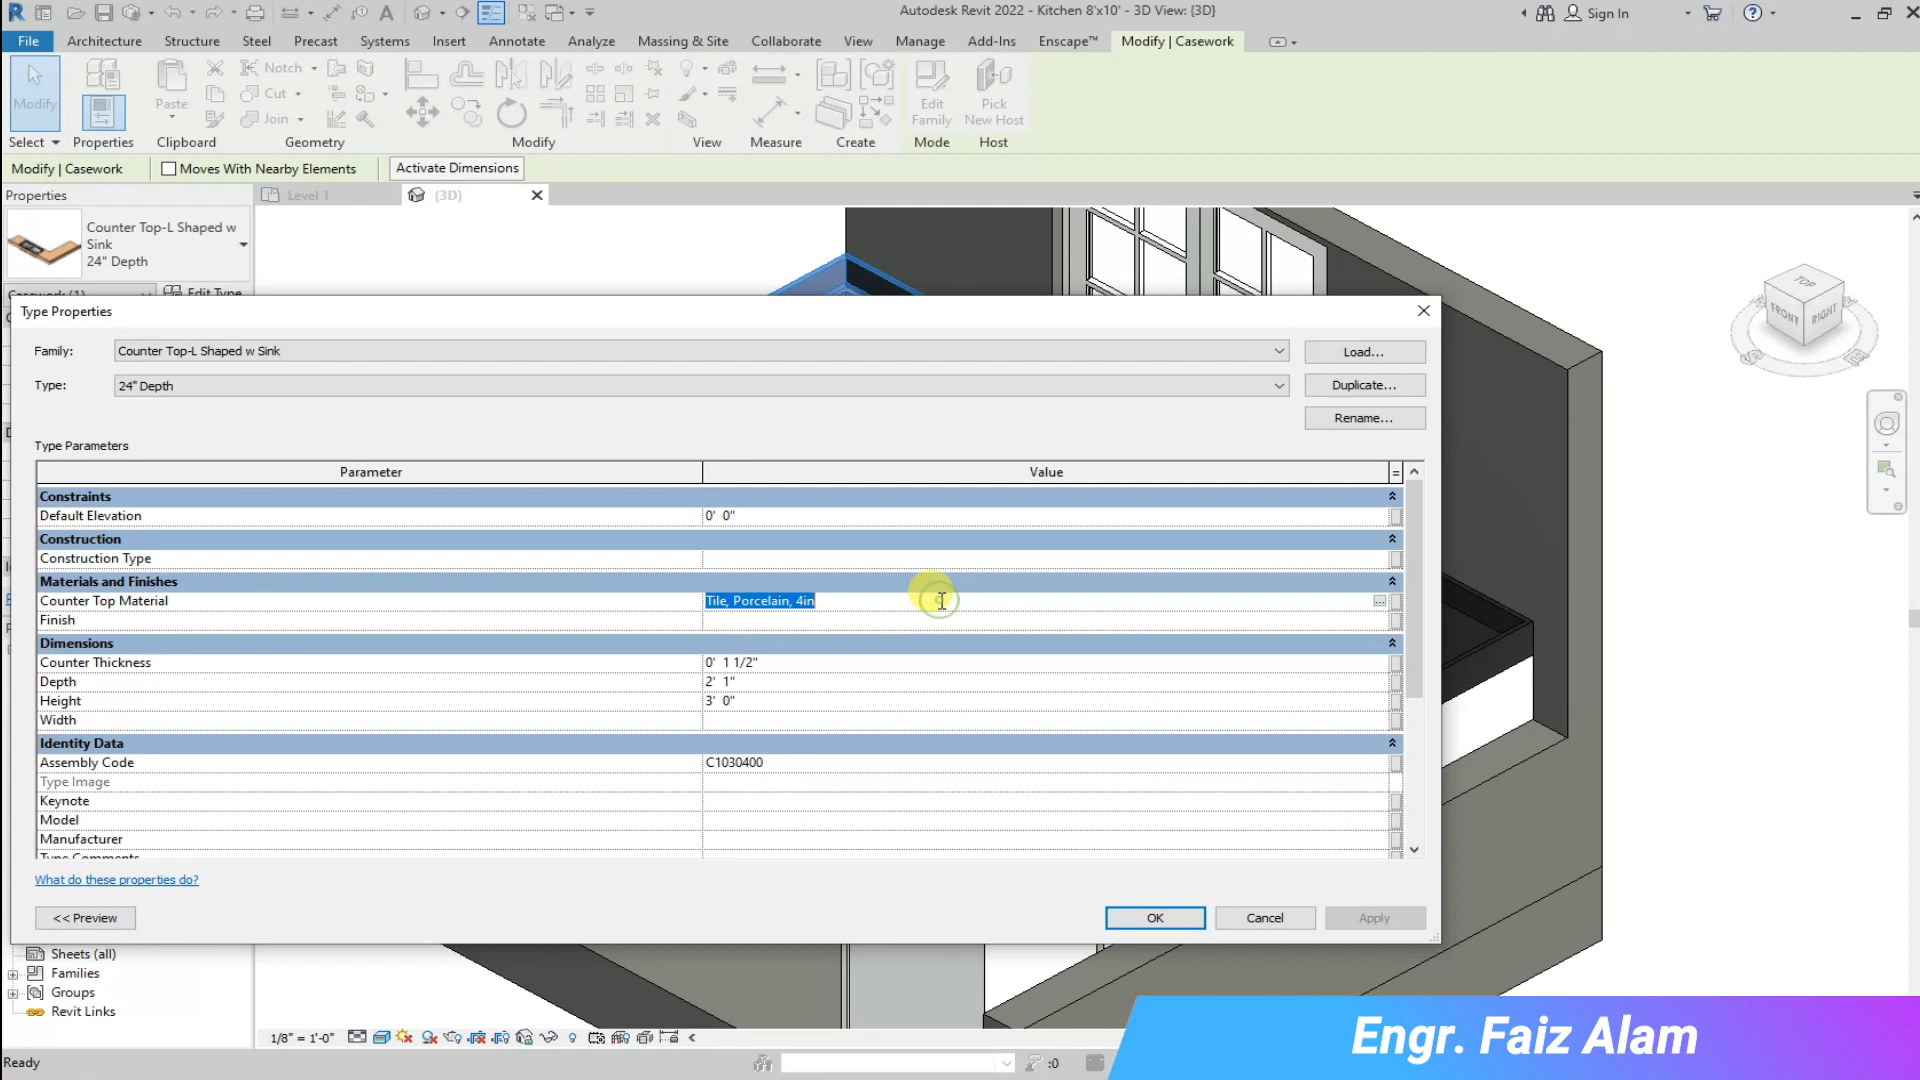 Autodesk Revit 2022 - Kitchen 8'x10' - 3D View: {3D}
Sign In
File Architecture Structure Steel Precast Systems Insert Annotate Analyze Massing & Site Collaborate View Manage Add-Ins Enscape™ Modify | Casework
Modify
Paste
Notch
Cut
Join
Edit Family
Pick New Host
Select Properties Clipboard Geometry Modify View Measure Create Mode Host
Modify | Casework Moves With Nearby Elements Activate Dimensions
Properties
Level 1
{3D}
Counter Top-L Shaped w Sink
24" Depth
Casework (1) Edit Type
TOP
FRONT
RIGHT
Type Properties
Family: Counter Top-L Shaped w Sink Load...
Type: 24" Depth Duplicate...
Rename...
Type Parameters
Parameter Value =
Constraints
Default Elevation 0' 0"
Construction
Construction Type
Materials and Finishes
Counter Top Material Tile, Porcelain, 4in
Finish
Dimensions
Counter Thickness 0' 1 1/2"
Depth 2' 1"
Height 3' 0"
Width
Identity Data
Assembly Code C1030400
Type Image
Keynote
Model
Manufacturer
Type Comments
What do these properties do?
<< Preview OK Cancel Apply
Sheets (all)
Families
Groups
Revit Links
1/8" = 1'-0"
Ready
:0
Engr. Faiz Alam